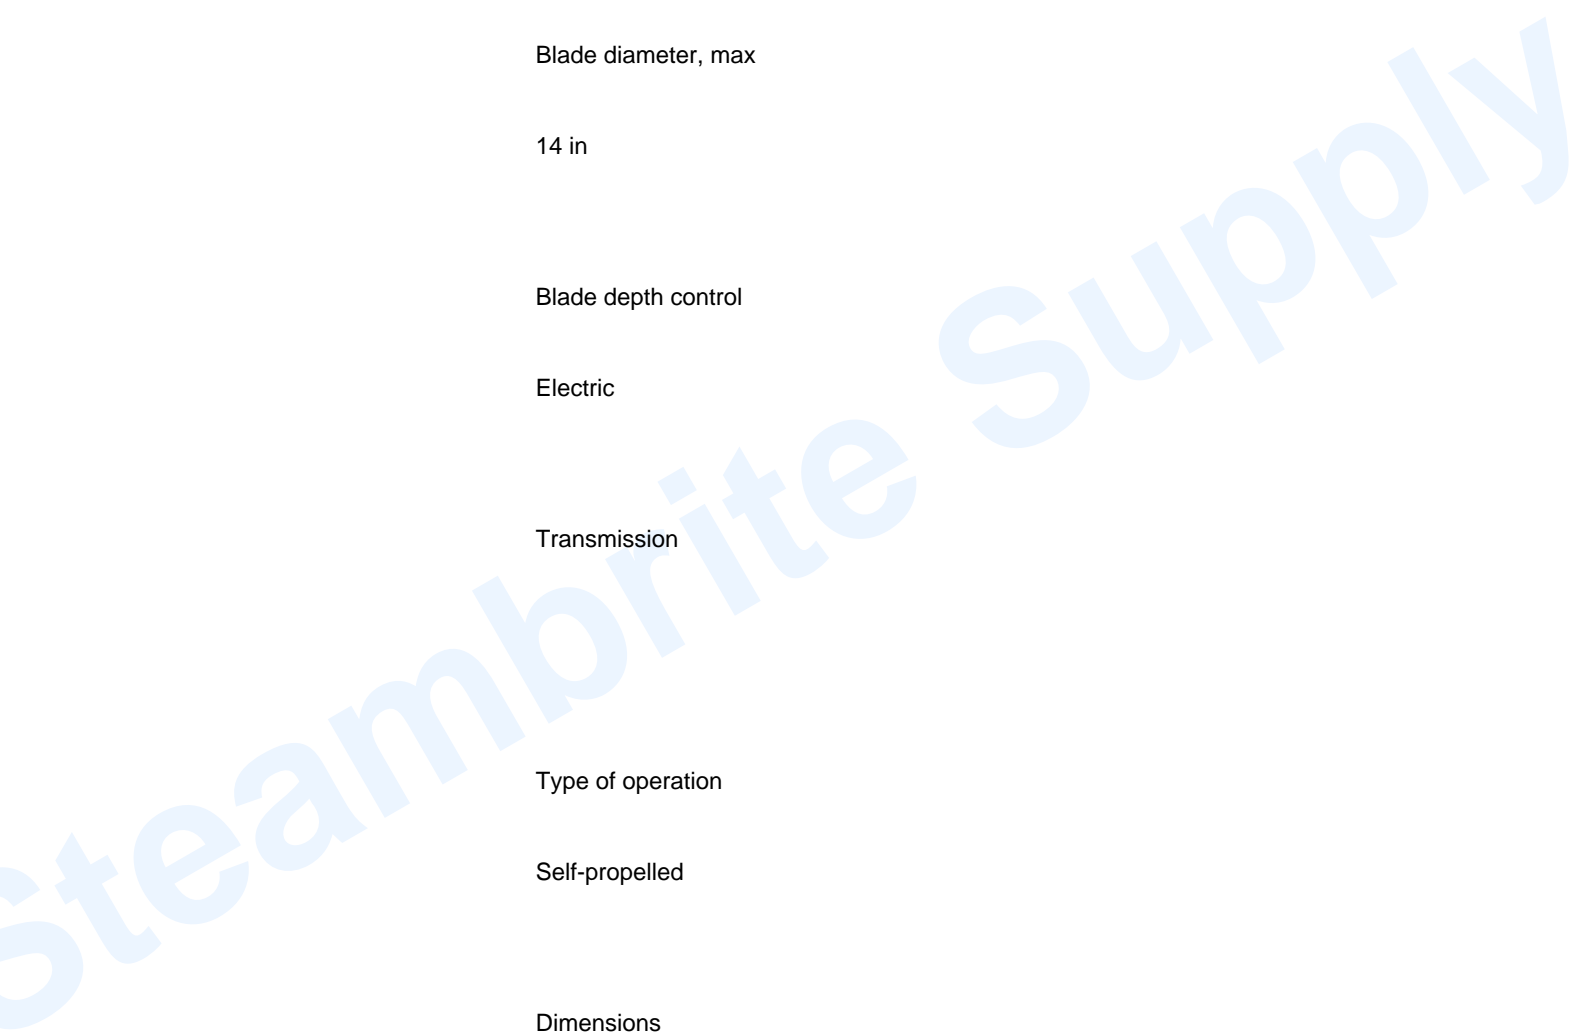 Blade diameter, max
14 in
Blade depth control
Electric
Transmission
Type of operation
Self-propelled
Dimensions
Steambrite Supply